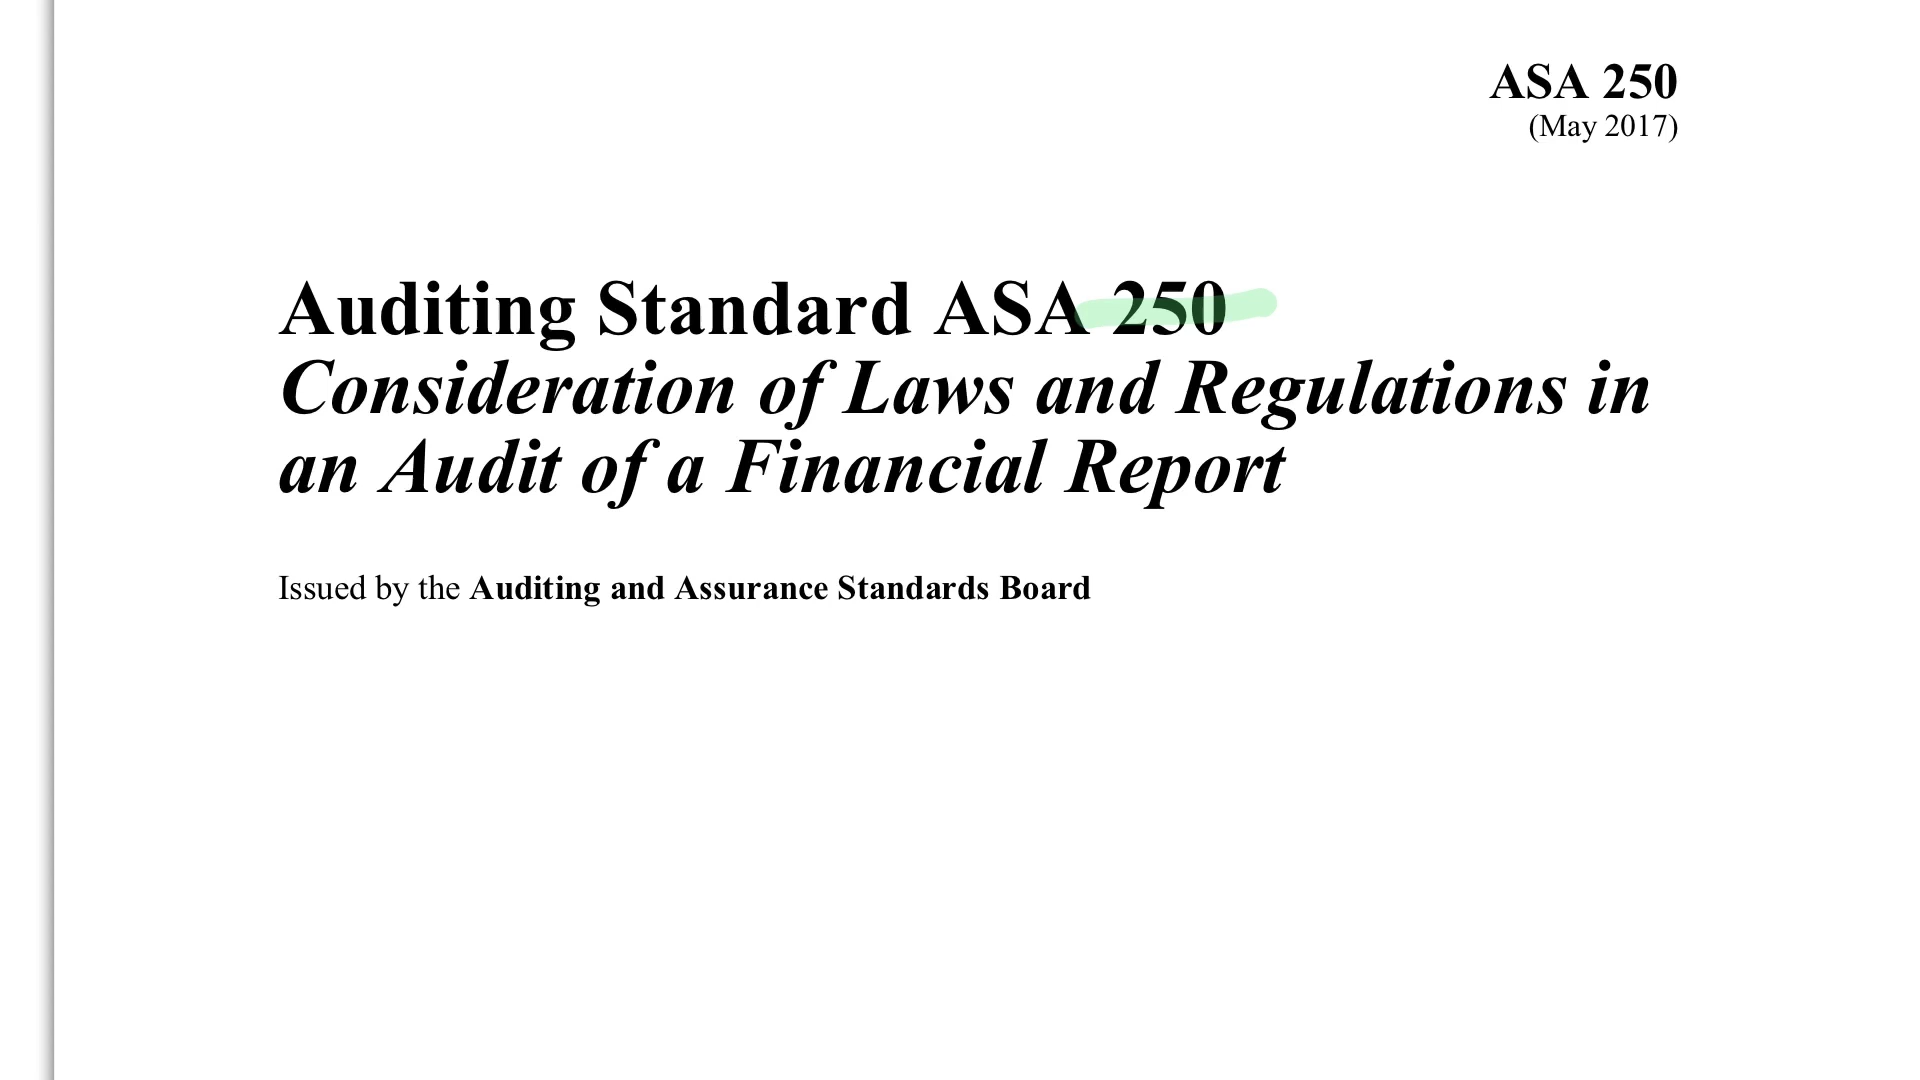 ASA 250
(May 2017)
Auditing Standard ASA 250
Consideration of Laws and Regulations in
an Audit of a Financial Report
Issued by the Auditing and Assurance Standards Board